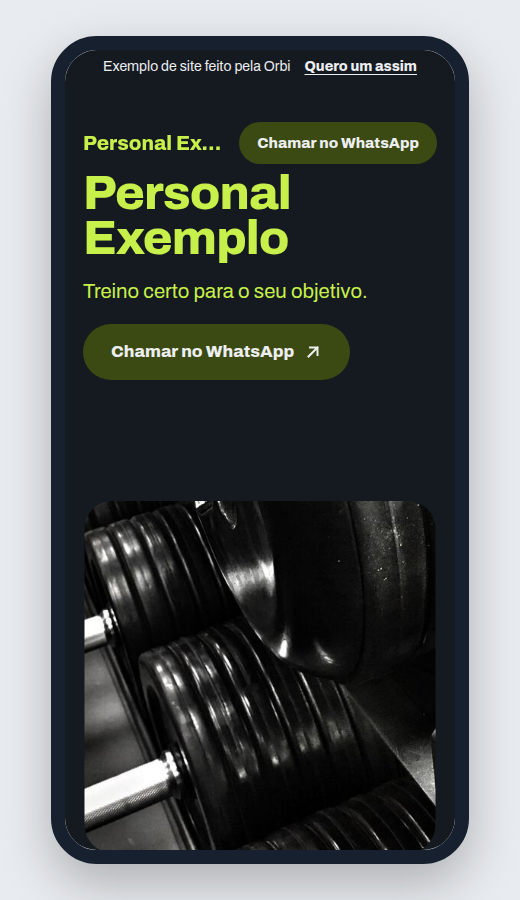 Exemplo de site feito pela Orbi Quero um assim
Personal Ex... Chamar no WhatsApp
Personal
Exemplo
Treino certo para o seu objetivo.
Chamar no WhatsApp